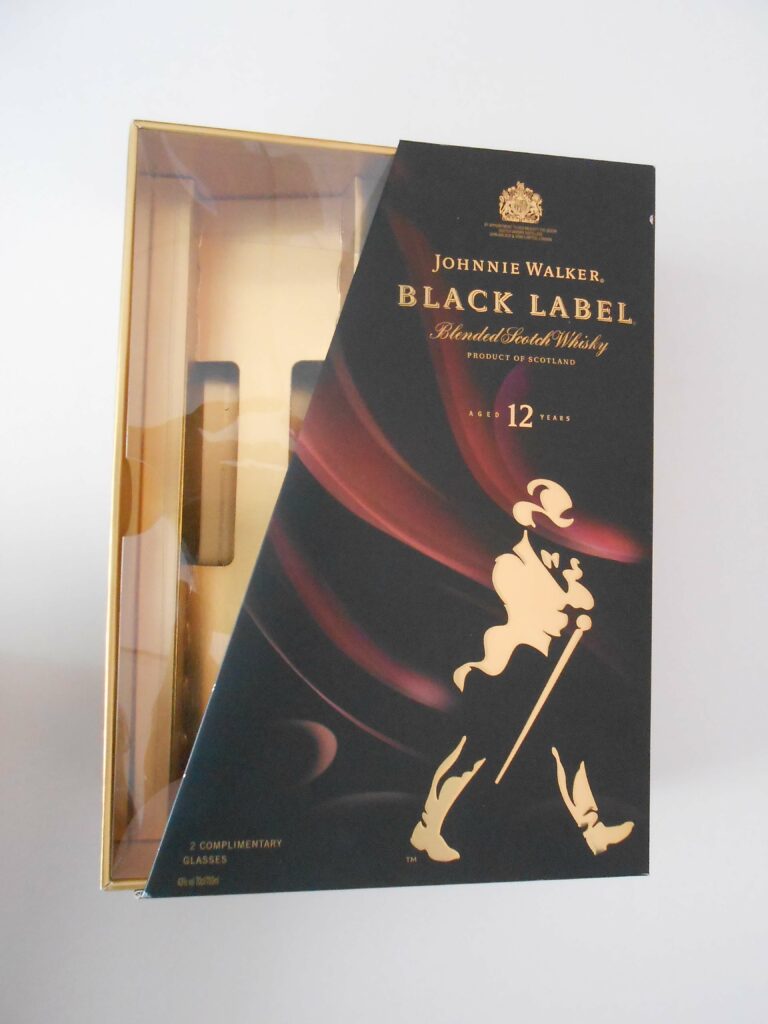 JOHNNIE WALKER®
BLACK LABEL
Blended Scotch Whisky
PRODUCT OF SCOTLAND
AGED 12 YEARS
TM
2 COMPLIMENTARY
GLASSES